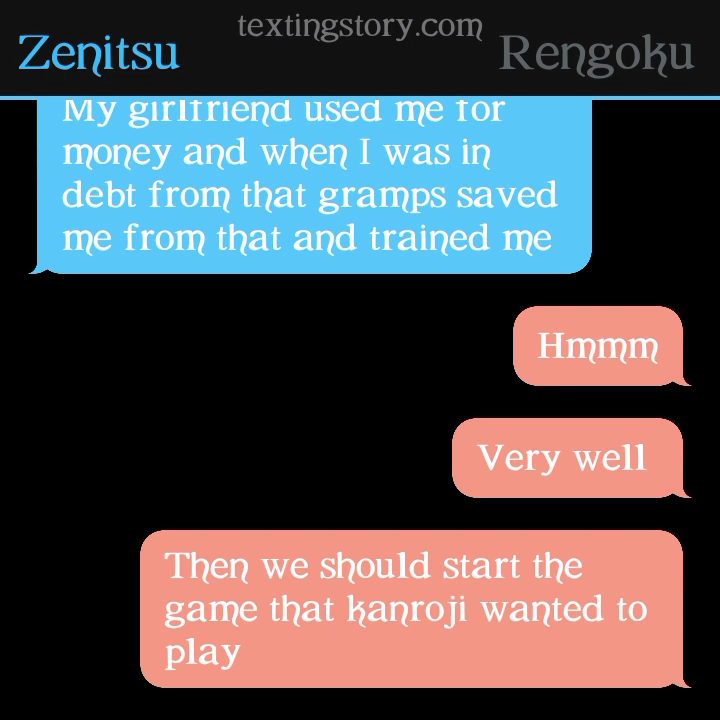 textingstory.com
Zenitsu
Rengoku
My girlfriend used me for
money and when I was in
debt from that gramps saved
me from that and trained me
Hmmm
Very well
Then we should start the
game that kanroji wanted to
play